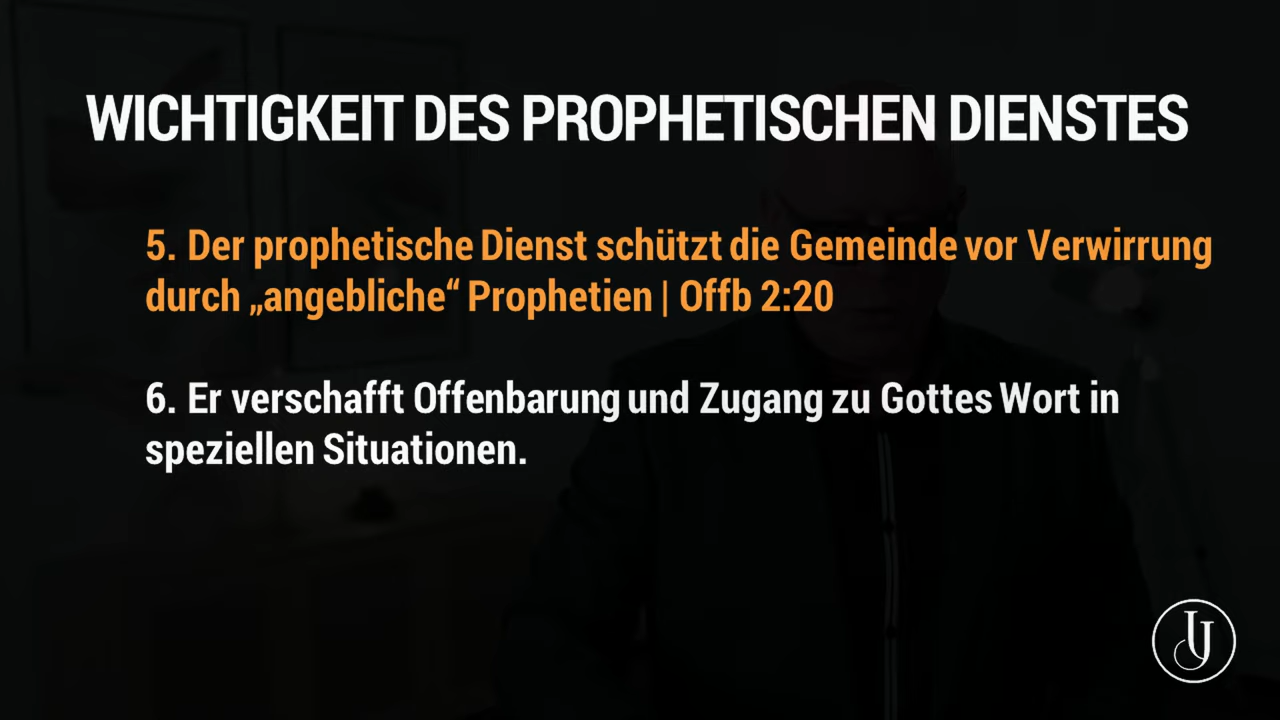 WICHTIGKEIT DES PROPHETISCHEN DIENSTES
5. Der prophetische Dienst schützt die Gemeinde vor Verwirrung
durch „angebliche“ Prophetien | Offb 2:20
6. Er verschafft Offenbarung und Zugang zu Gottes Wort in
speziellen Situationen.